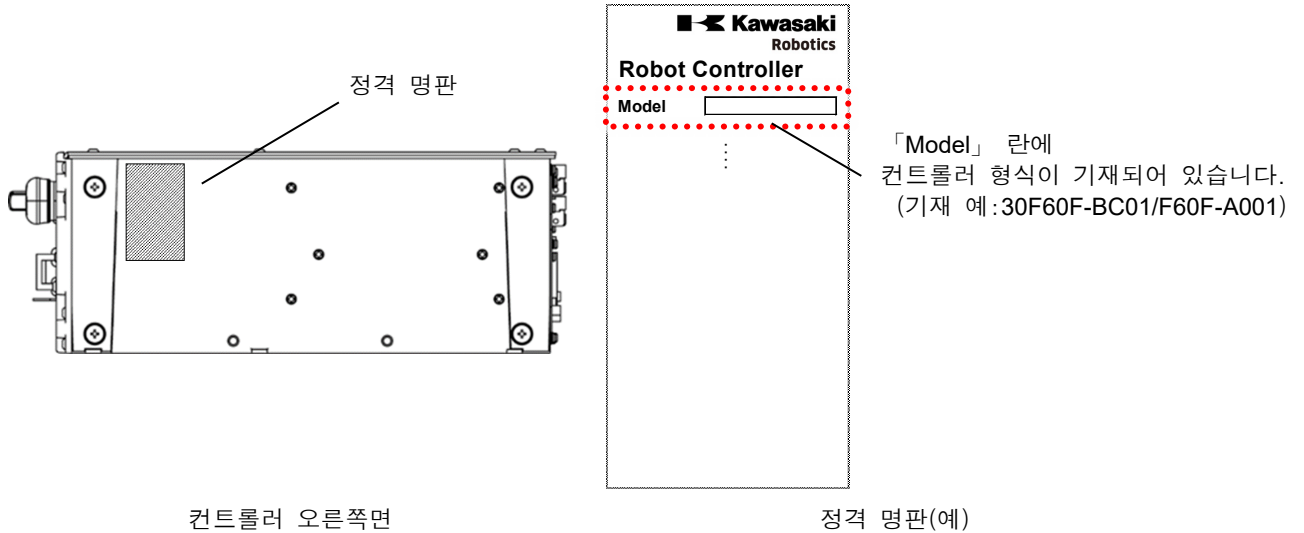 정격 명판
Kawasaki
Robotics
Robot Controller
Model
「Model」 란에
컨트롤러 형식이 기재되어 있습니다.
(기재 예:30F60F-BC01/F60F-A001)
컨트롤러 오른쪽면
정격 명판(예)